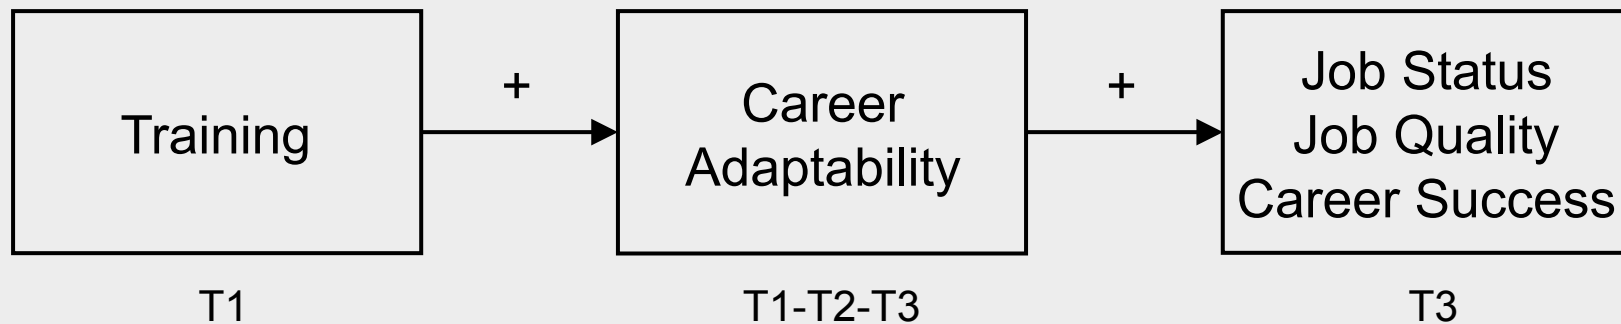 Training
+
Career
Adaptability
+
Job Status
Job Quality
Career Success
T1
T1-T2-T3
T3